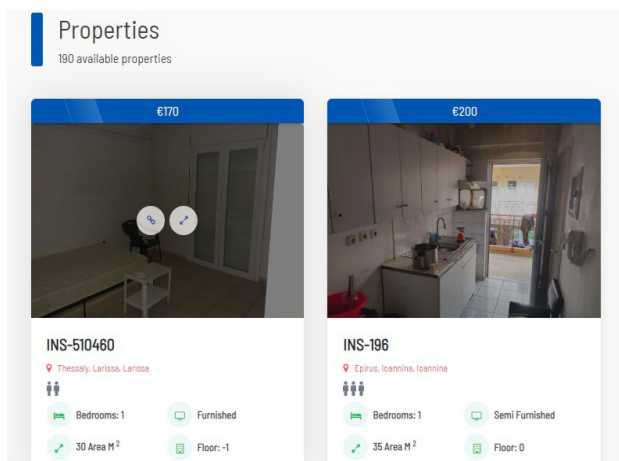 Properties
190 available properties
€170
€200
INS-510460
INS-196
Thessaly, Larissa, Larissa
Epirus, Ioannina, Ioannina
Bedrooms: 1
Furnished
Bedrooms: 1
Semi Furnished
30 Area M 2
Floor: -1
35 Area M 2
Floor: 0